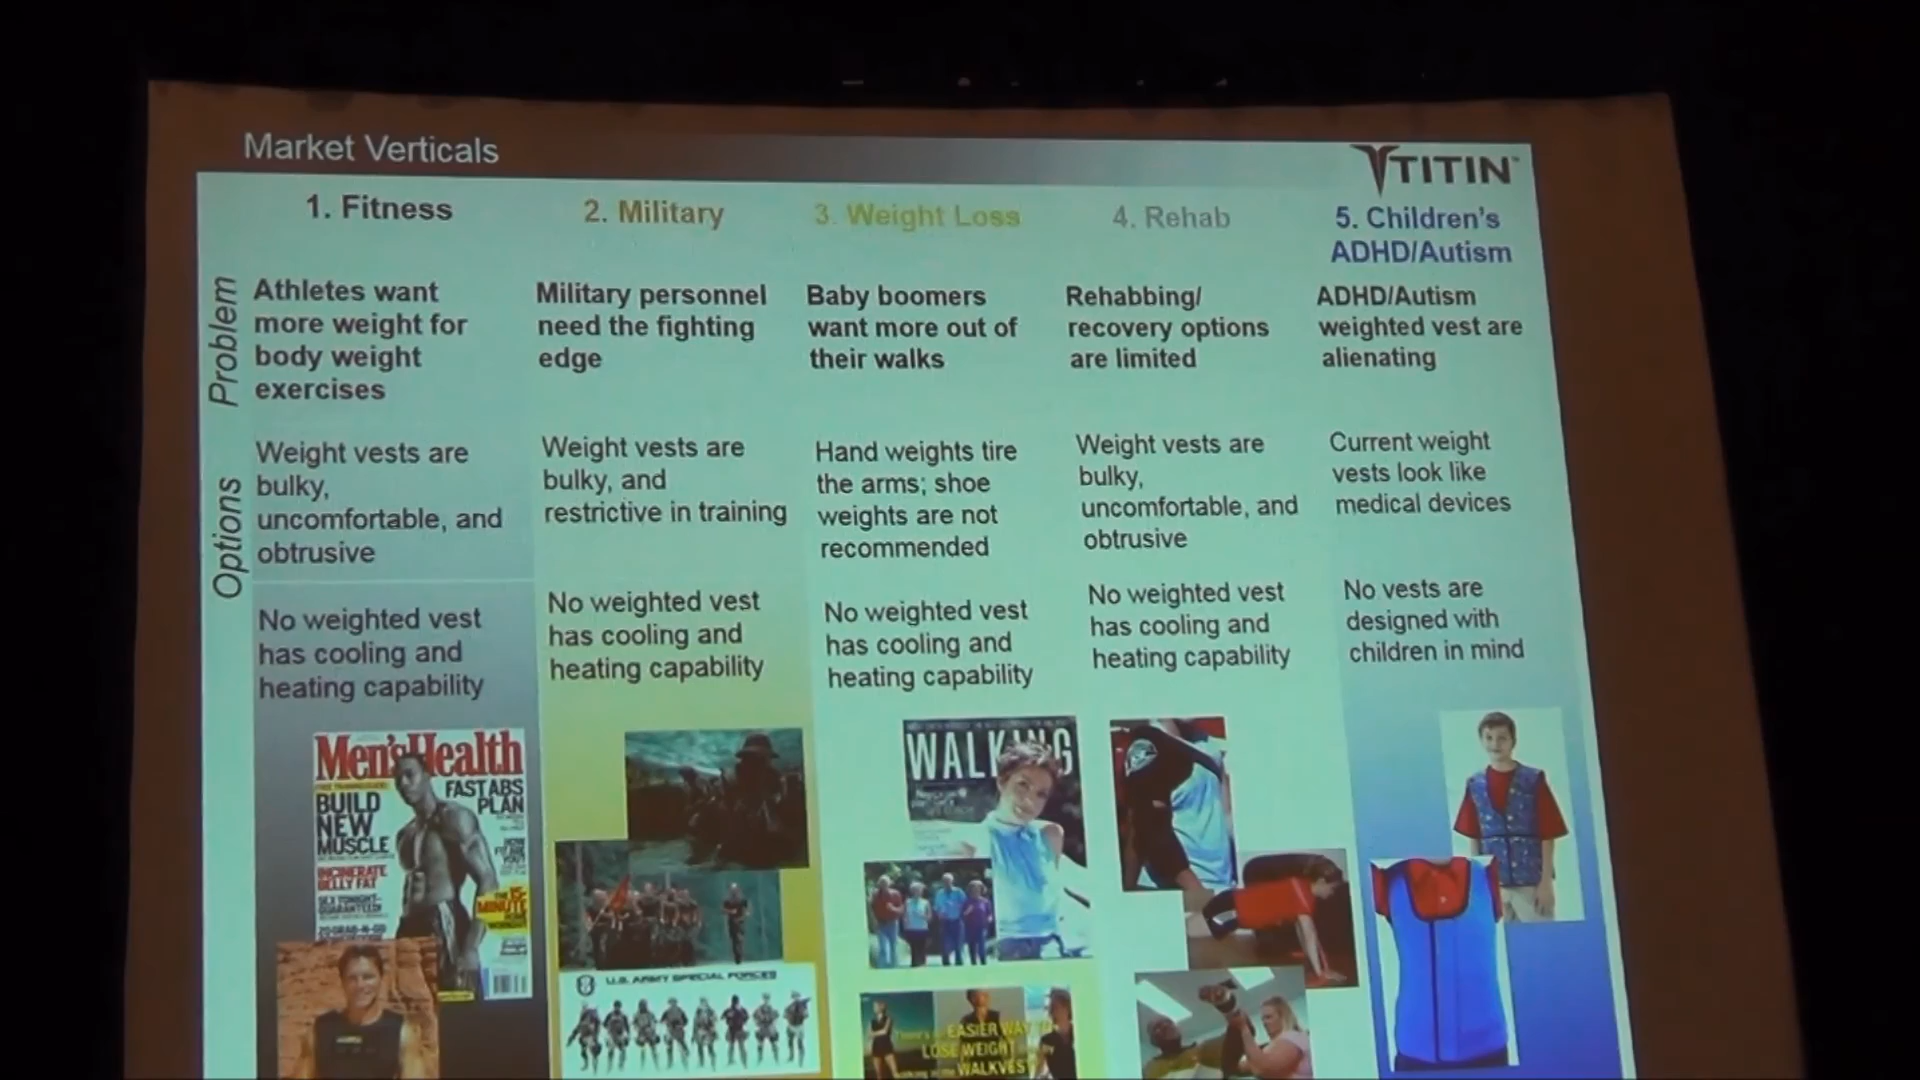 Market Verticals
TITIN™
1. Fitness
2. Military
3. Weight Loss
4. Rehab
5. Children's
ADHD/Autism
Problem
Athletes want
more weight for
body weight
exercises
Military personnel
need the fighting
edge
Baby boomers
want more out of
their walks
Rehabbing/
recovery options
are limited
ADHD/Autism
weighted vest are
alienating
Options
Weight vests are
bulky,
uncomfortable, and
obtrusive
Weight vests are
bulky, and
restrictive in training
Hand weights tire
the arms; shoe
weights are not
recommended
Weight vests are
bulky,
uncomfortable, and
obtrusive
Current weight
vests look like
medical devices
No weighted vest
has cooling and
heating capability
No weighted vest
has cooling and
heating capability
No weighted vest
has cooling and
heating capability
No weighted vest
has cooling and
heating capability
No vests are
designed with
children in mind
Men's Health
FAST ABS
PLAN
BUILD
NEW
MUSCLE
INCINERATE
BELLY FAT
MINUTE
WALKING
U.S. ARMY SPECIAL FORCES
EASIER WAY
LOSE WEIGHT
WALKVEST